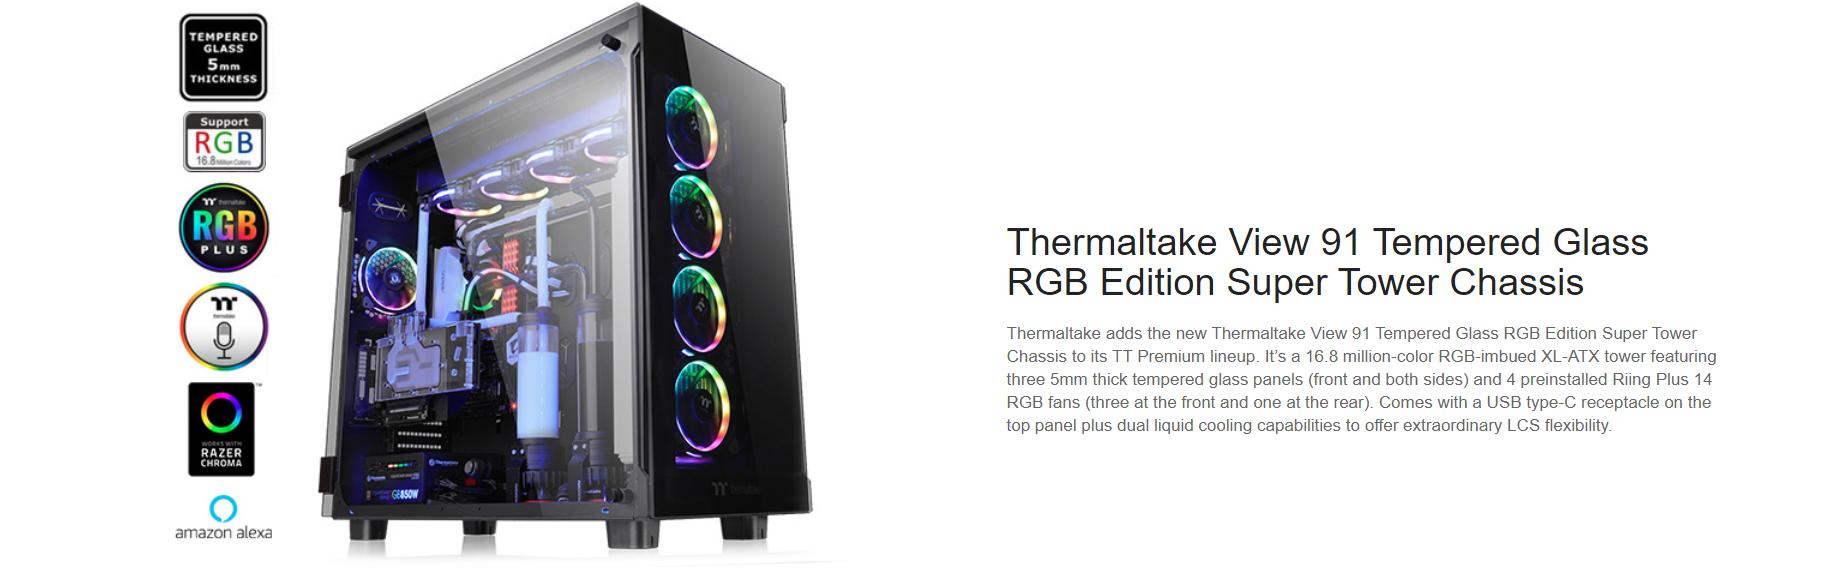 TEMPERED
GLASS
5mm
THICKNESS
Support
RGB
16.8 Million Colors
thermaltake
RGB
PLUS
thermaltake
WORKS WITH
RAZER
CHROMA
™
amazon alexa
Thermaltake
G850W
thermaltake
Thermaltake View 91 Tempered Glass
RGB Edition Super Tower Chassis
Thermaltake adds the new Thermaltake View 91 Tempered Glass RGB Edition Super Tower
Chassis to its TT Premium lineup. It’s a 16.8 million-color RGB-imbued XL-ATX tower featuring
three 5mm thick tempered glass panels (front and both sides) and 4 preinstalled Riing Plus 14
RGB fans (three at the front and one at the rear). Comes with a USB type-C receptacle on the
top panel plus dual liquid cooling capabilities to offer extraordinary LCS flexibility.